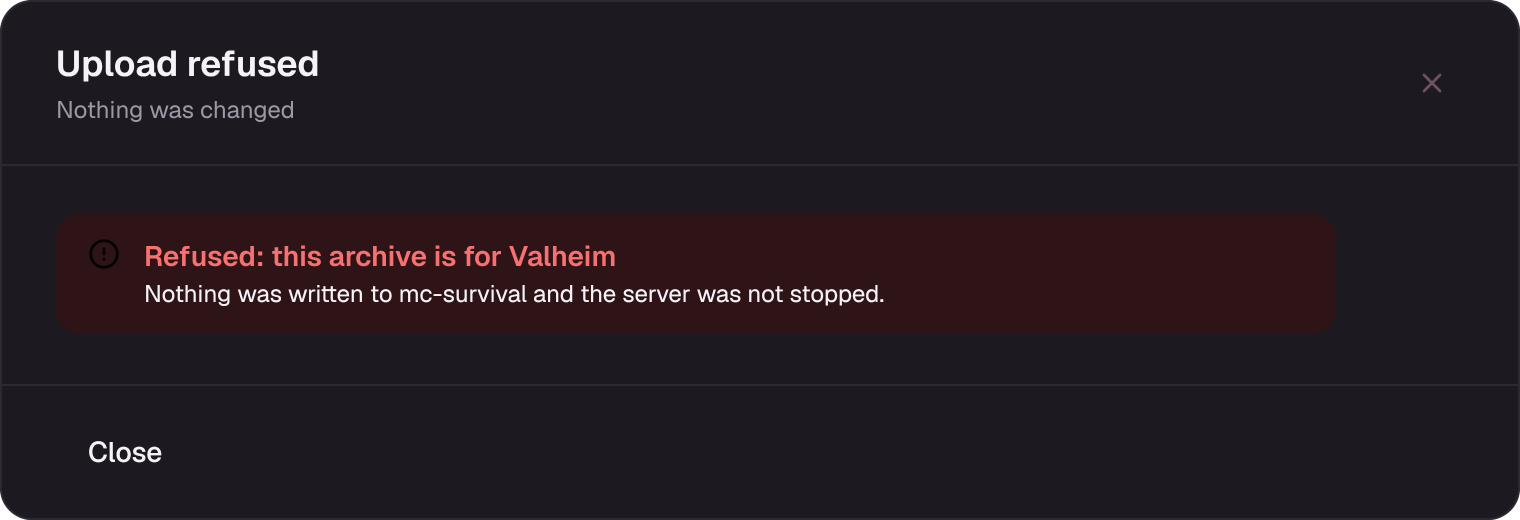 Upload refused
Nothing was changed
Refused: this archive is for Valheim
Nothing was written to mc-survival and the server was not stopped.
Close